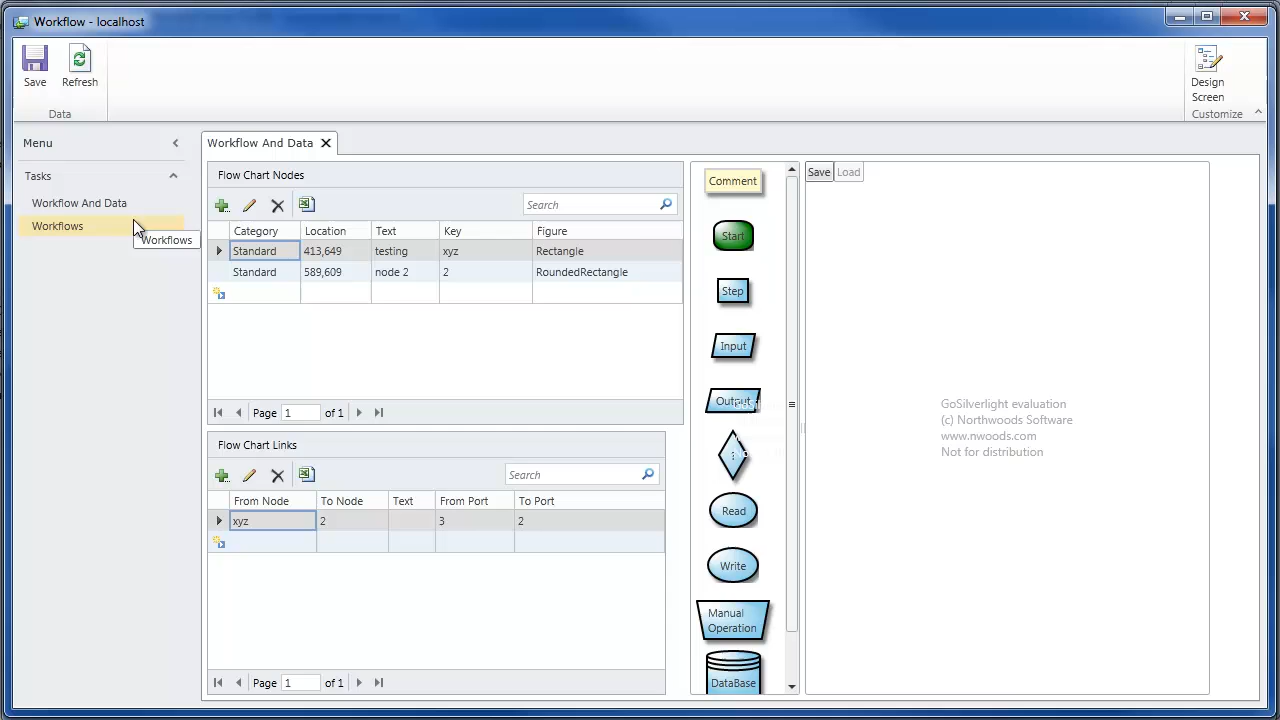 Workflow - localhost
Save
Refresh
Data
Design
Screen
Customize
Menu
Tasks
Workflow And Data
Workflows
Workflows
Workflow And Data
Flow Chart Nodes
Search
Category Location Text Key Figure
Standard 413,649 testing xyz Rectangle
Standard 589,609 node 2 2 RoundedRectangle
Page 1 of 1
Flow Chart Links
Search
From Node To Node Text From Port To Port
xyz 2 3 2
Page 1 of 1
Comment
Start
Step
Input
Output
?
Read
Write
Manual
Operation
DataBase
Save Load
GoSilverlight evaluation
(c) Northwoods Software
www.nwoods.com
Not for distribution